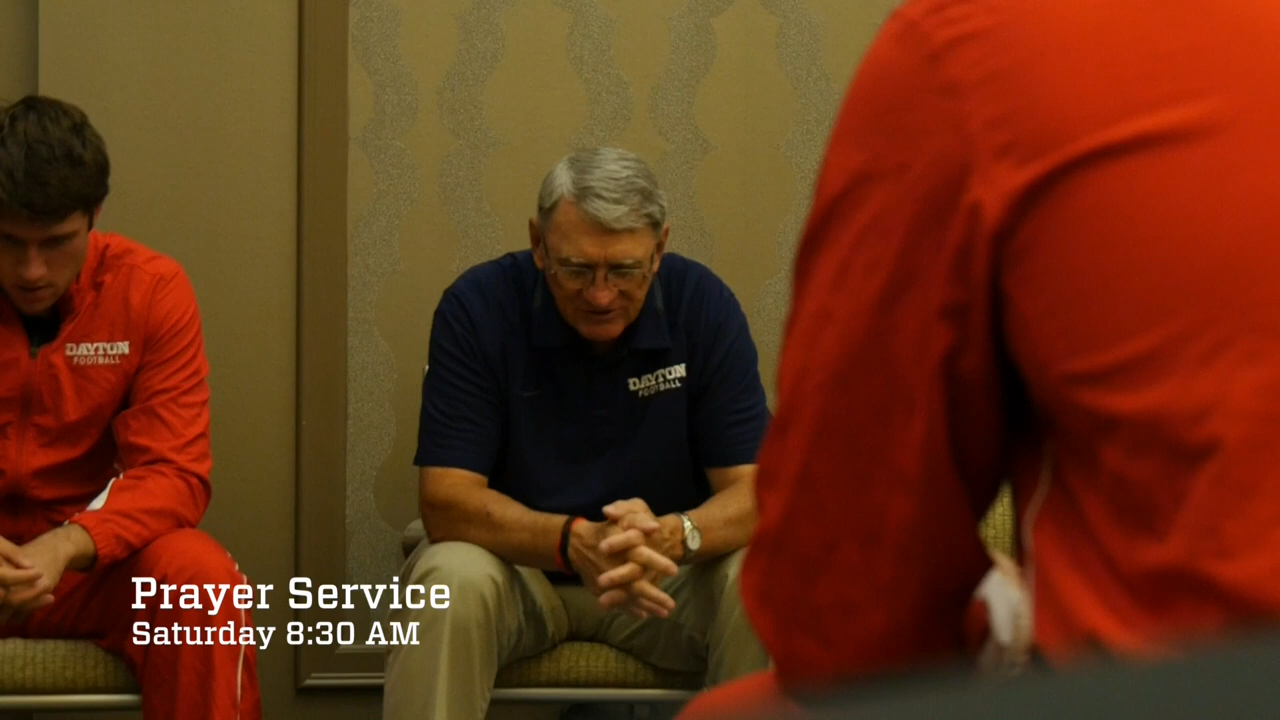 DAYTON
FOOTBALL
DAYTON
FOOTBALL
Prayer Service
Saturday 8:30 AM